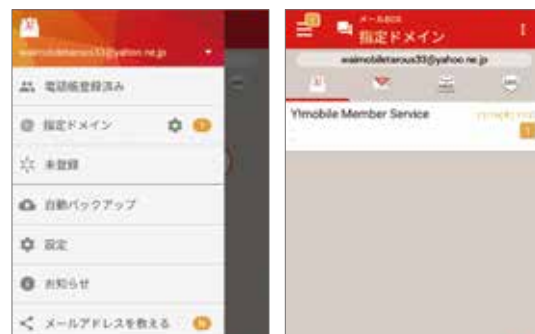 waimobiletarous33@yahoo.ne.jp
電話帳登録済み
指定ドメイン
未登録
自動バックアップ
設定
お知らせ
メールアドレスを教える
N
メールBOX
指定ドメイン
waimobiletarous33@yahoo.ne.jp
Y!mobile Member Service